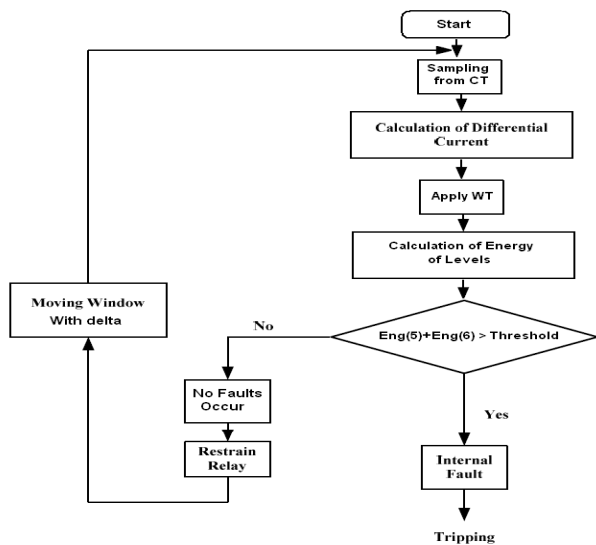 Start
Sampling
from CT
Calculation of Differential
Current
Apply WT
Calculation of Energy
of Levels
Moving Window
With delta
No
Eng(5)+Eng(6) > Threshold
No Faults
Occur
Yes
Restrain
Relay
Internal
Fault
Tripping